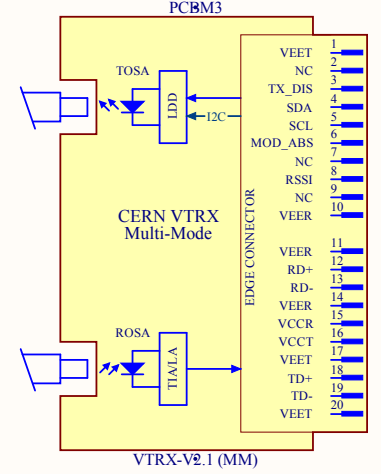 PCBM3
VEET 1
NC 2
TX_DIS 3
SDA 4
SCL 5
MOD_ABS 6
NC 7
RSSI 8
NC 9
VEER 10
VEER 11
RD+ 12
RD- 13
VEER 14
VCCR 15
VCCT 16
VEET 17
TD+ 18
TD- 19
VEET 20
TOSA
LDD
I2C
EDGE CONNECTOR
CERN VTRX
Multi-Mode
ROSA
TIA/LA
VTRX-V2.1 (MM)